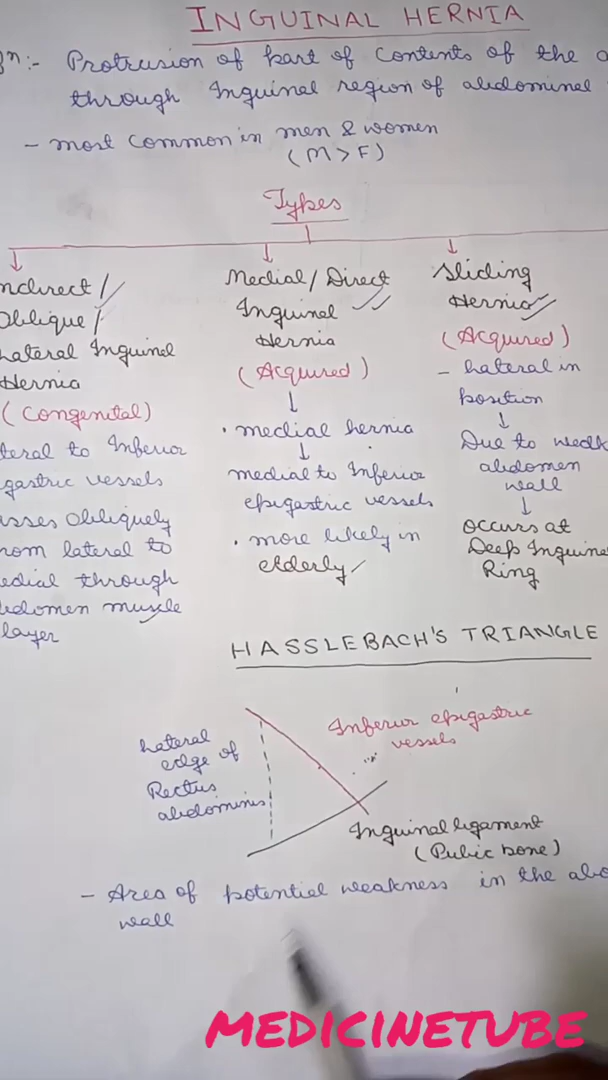 INGUINAL HERNIA
Protrusion of part of contents of the
through Inguinal region of abdominal
- most common in men & women
(M > F)
Types
ndirect /
Oblique /
Lateral Inguinal
Hernia
(Congenital)
teral to Inferior
gastric vessels
sses obliquely
rom lateral to
edial through
bdomen muscle
layer
Medial / Direct
Inguinal
Hernia
(Acquired)
• medial hernia
medial to Inferior
epigastric vessels
• more likely in
elderly
Sliding
Hernia
(Acquired)
- Lateral in
position
Due to weak
abdomen
wall
occurs at
Deep Inguina
Ring
HASSLEBACH'S TRIANGLE
Lateral
edge of
Rectus
abdominis
Inferior epigastric
vessels
Inguinal ligament
(Pubic bone)
- Area of potential weakness in the abd
wall
MEDICINETUBE